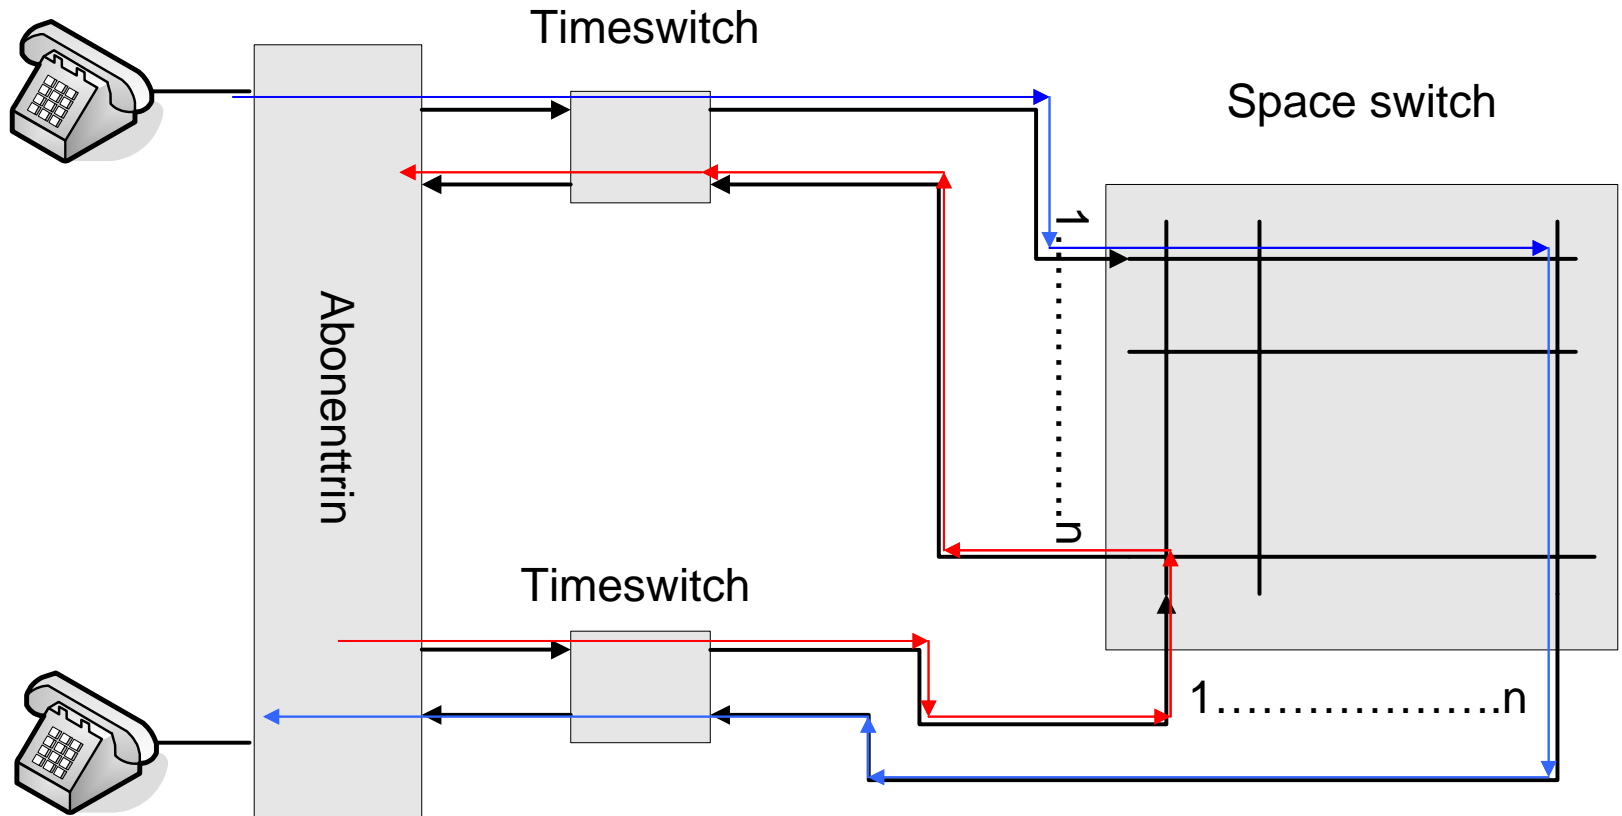 Timeswitch
Space switch
Abonenttrin
1.............n
Timeswitch
1...................n